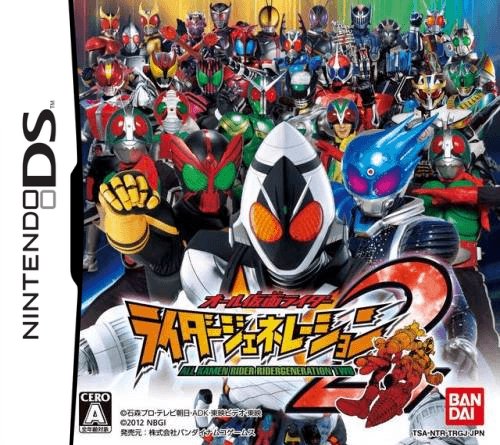 NINTENDO DS™
オール仮面ライダー
ライダージェネレーション2
ALL KAMEN RIDER RIDERGENERATION TWO
CERO
A
全年齢対象
©石森プロ・テレビ朝日・ADK・東映ビデオ・東映
©2012 NBGI
発売元：株式会社バンダイナムコゲームス
BAN
DAI
TSA-NTR-TRGJ-JPN